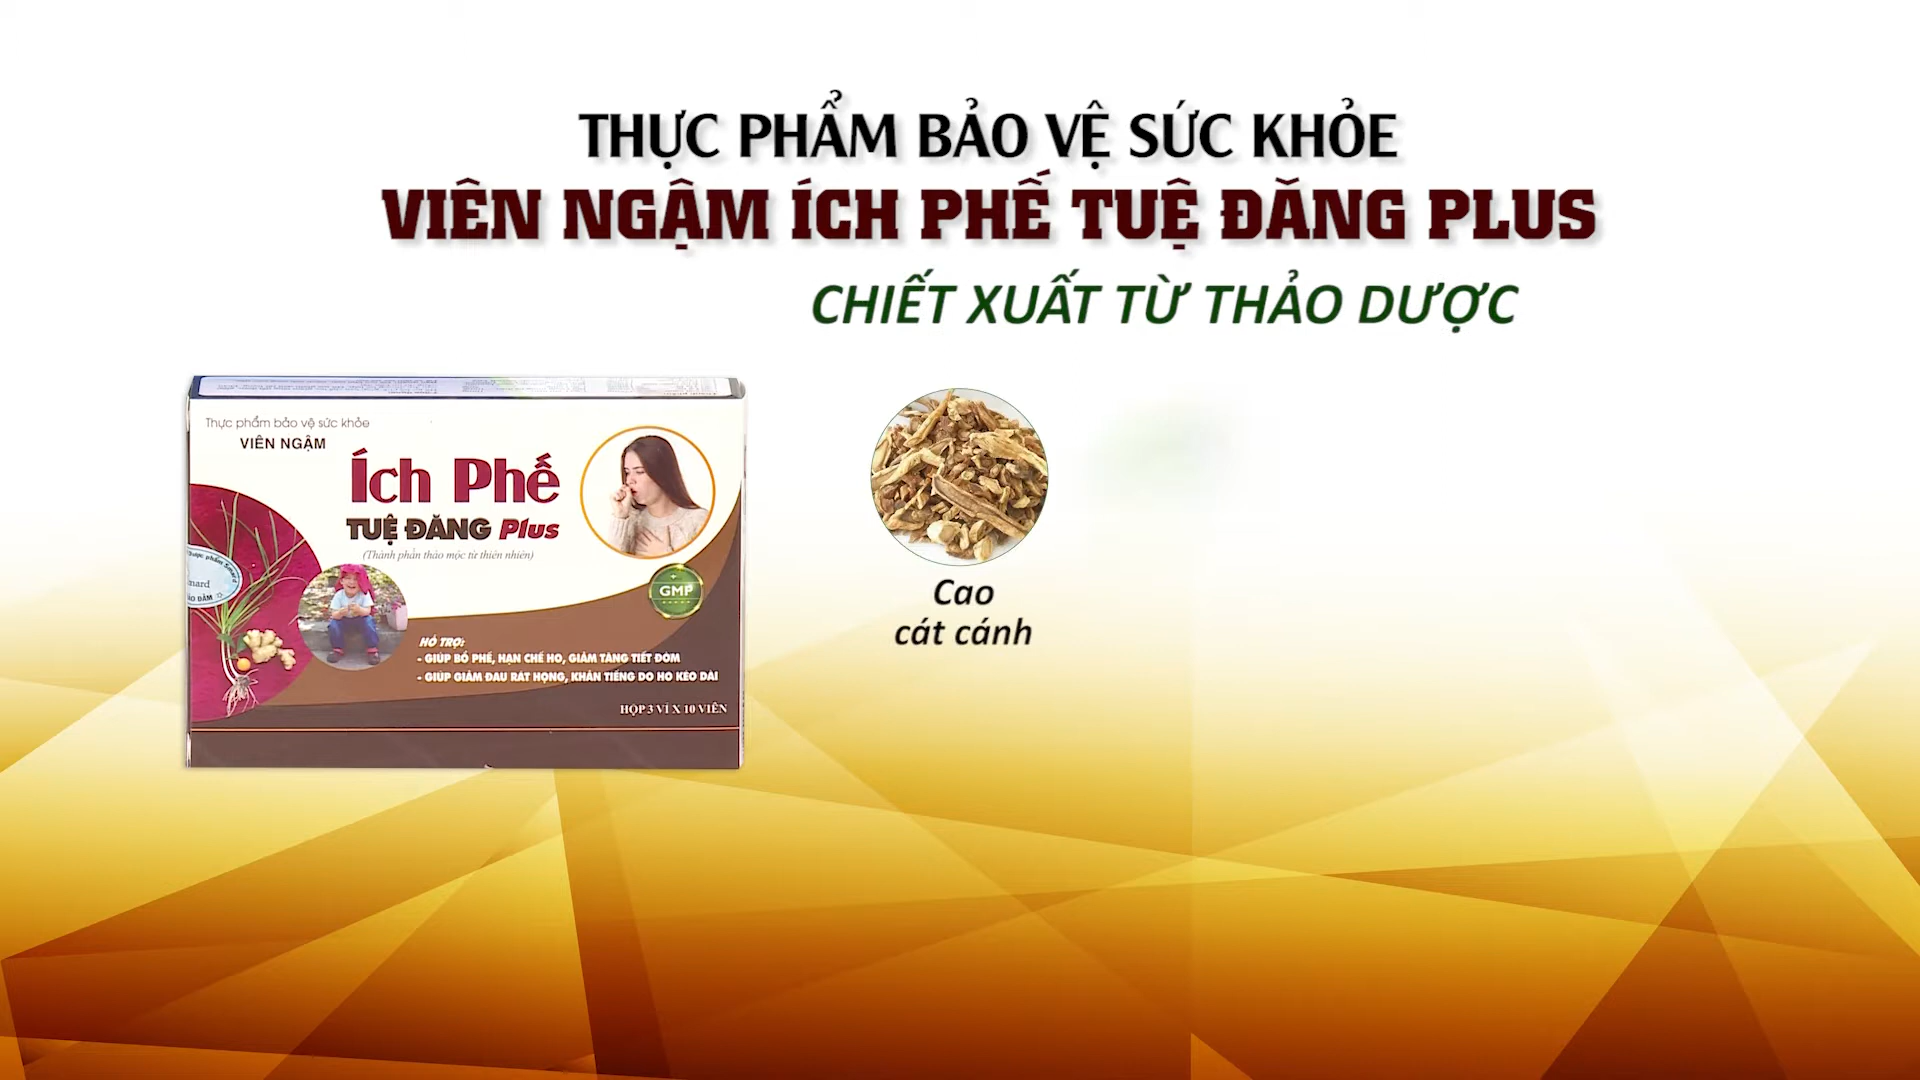 THỰC PHẨM BẢO VỆ SỨC KHỎE
VIÊN NGẬM ÍCH PHẾ TUỆ ĐĂNG PLUS
CHIẾT XUẤT TỪ THẢO DƯỢC
Thực phẩm bảo vệ sức khỏe
VIÊN NGẬM
Ích Phế
TUỆ ĐĂNG Plus
(Thành phần thảo mộc từ thiên nhiên)
GMP
HỖ TRỢ:
- GIÚP BỔ PHẾ, HẠN CHẾ HO, GIẢM TĂNG TIẾT ĐỜM
- GIÚP GIẢM ĐAU RÁT HỌNG, KHẢN TIẾNG DO HO KÉO DÀI
HỘP 3 VỈ X 10 VIÊN
Cao
cát cánh